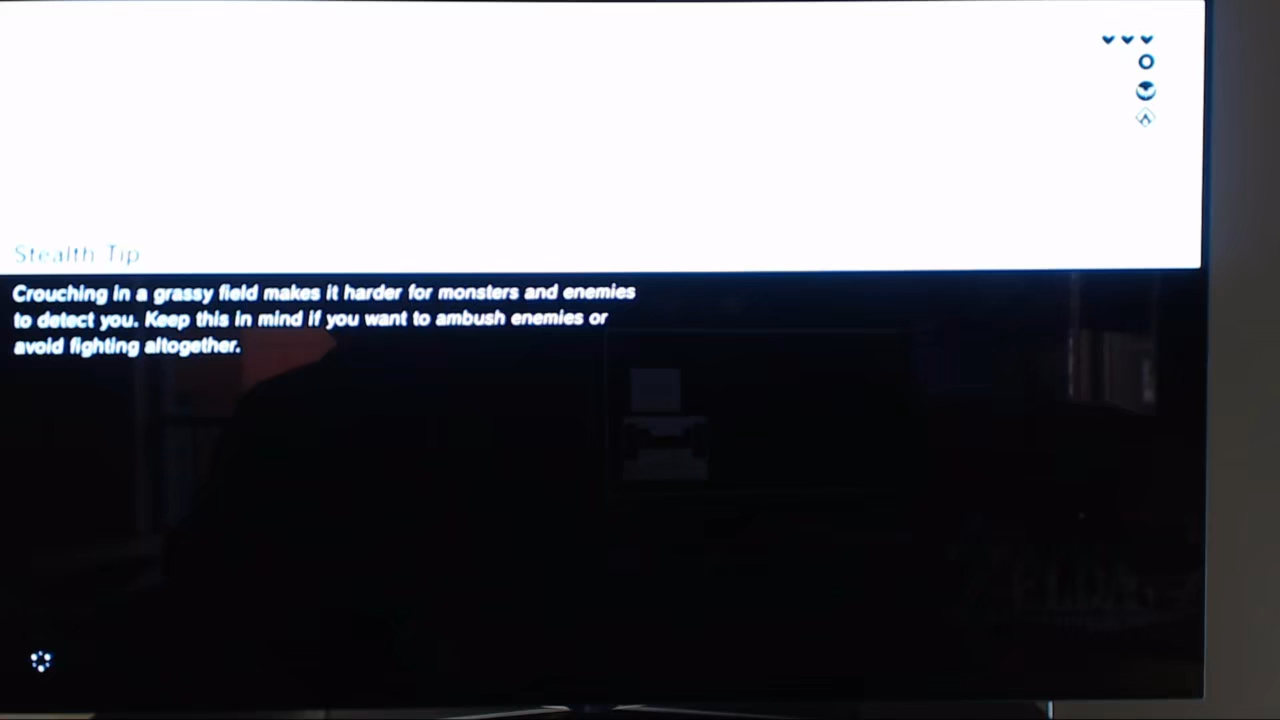 Stealth Tip
Crouching in a grassy field makes it harder for monsters and enemies
to detect you. Keep this in mind if you want to ambush enemies or
avoid fighting altogether.
ZELDA